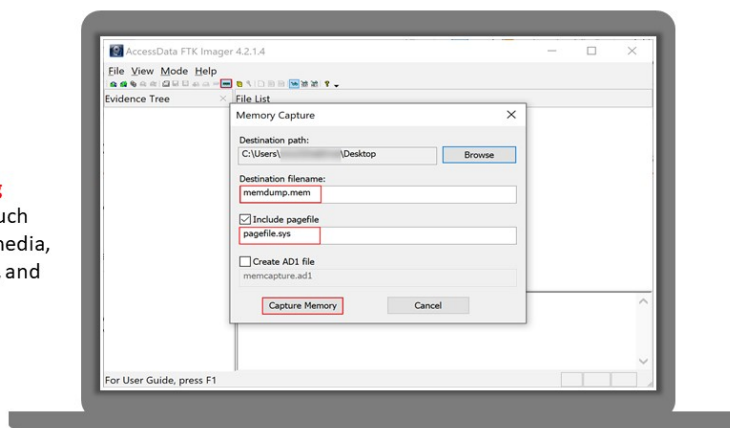 g
uch
nedia,
and
AccessData FTK Imager 4.2.1.4
File View Mode Help
Evidence Tree
File List
Memory Capture
Destination path:
C:\Users\ \Desktop
Browse
Destination filename:
memdump.mem
Include pagefile
pagefile.sys
Create AD1 file
memcapture.ad1
Capture Memory
Cancel
For User Guide, press F1